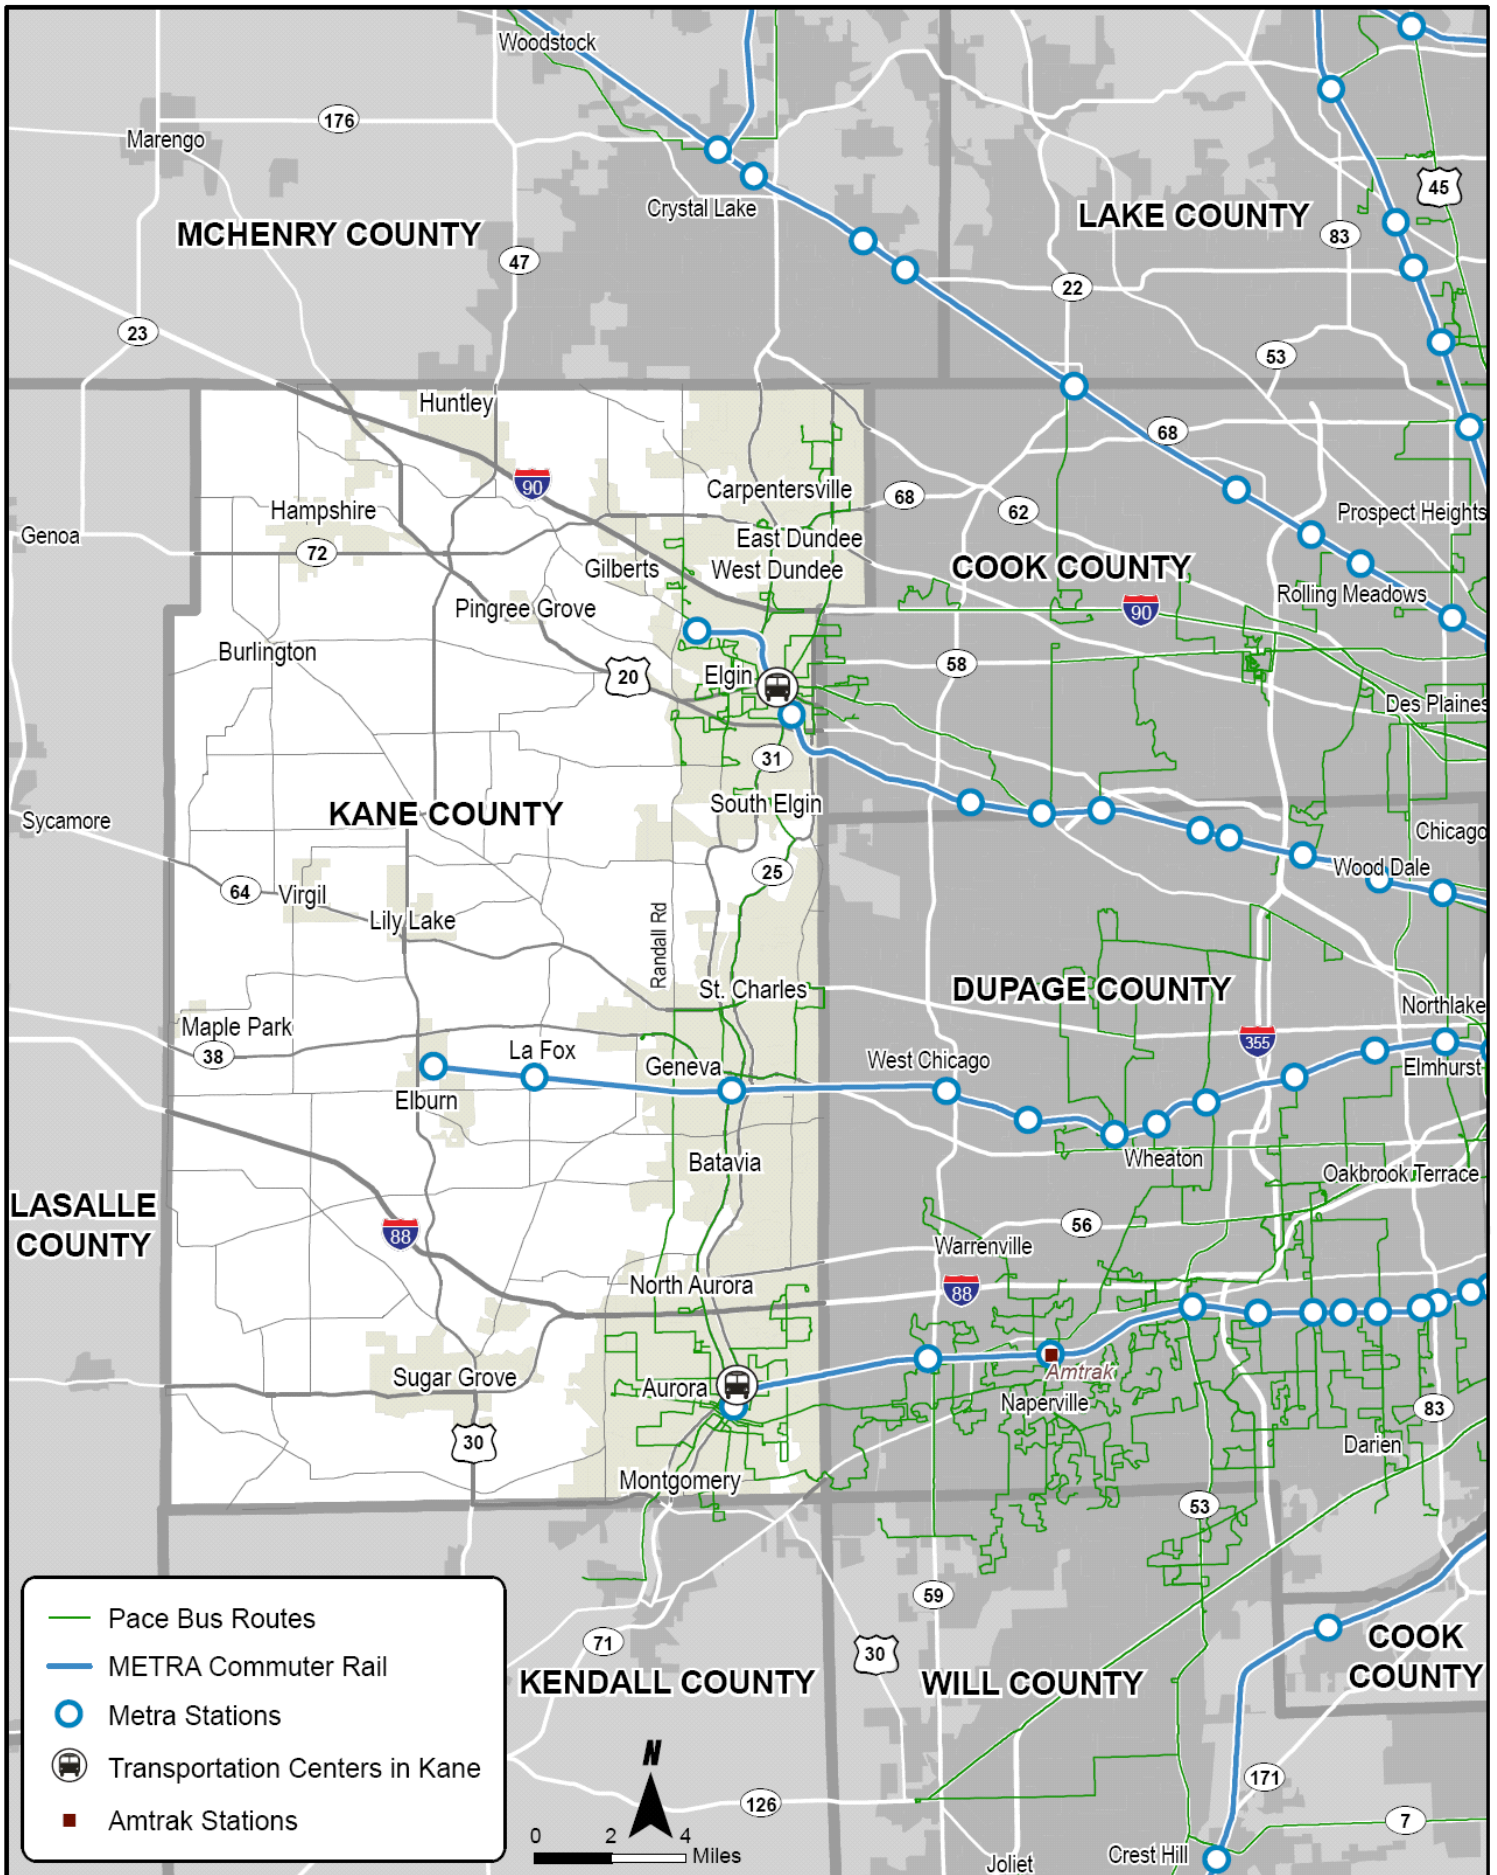 Woodstock
176
Marengo
45
Crystal Lake
LAKE COUNTY
MCHENRY COUNTY
83
47
22
23
53
Huntley
68
90
Carpentersville
68
Hampshire
62
Prospect Heights
Genoa
East Dundee
72
Gilberts
West Dundee
COOK COUNTY
Rolling Meadows
Pingree Grove
90
Burlington
58
Elgin
20
Des Plaines
31
South Elgin
KANE COUNTY
Sycamore
Chicago
Wood Dale
25
64
Virgil
Lily Lake
Randall Rd
St. Charles
DUPAGE COUNTY
Northlake
Maple Park
38
La Fox
355
West Chicago
Geneva
Elmhurst
Elburn
Batavia
Wheaton
Oakbrook Terrace
LASALLE
COUNTY
56
88
Warrenville
North Aurora
88
Sugar Grove
Aurora
Amtrak
Naperville
83
30
Darien
Montgomery
53
59
Pace Bus Routes
71
30
COOK
COUNTY
METRA Commuter Rail
KENDALL COUNTY
WILL COUNTY
Metra Stations
N
Transportation Centers in Kane
171
126
Amtrak Stations
7
0 2 4
Miles
Joliet
Crest Hill